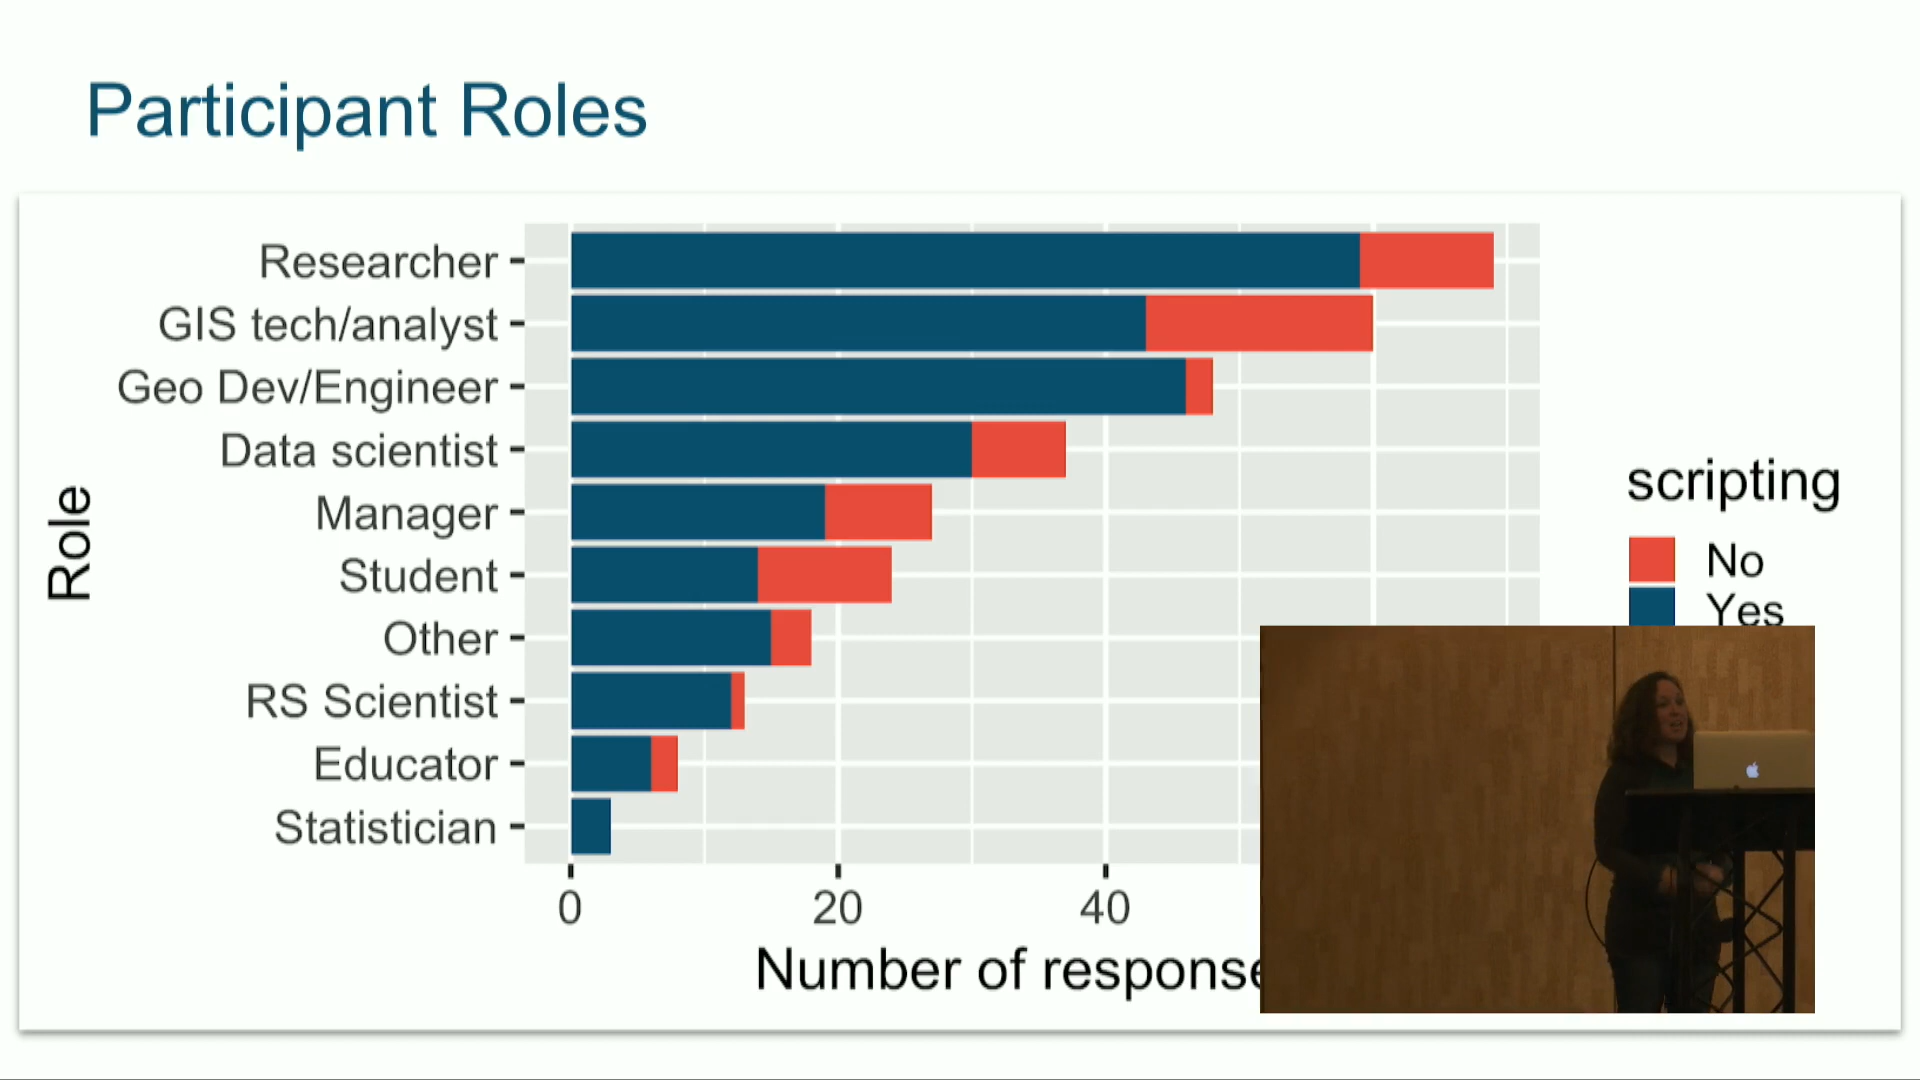 Participant Roles
Researcher
GIS tech/analyst
Geo Dev/Engineer
Data scientist
Manager
Student
Other
RS Scientist
Educator
Statistician
Role
0 20 40
Number of response
scripting
No
Yes